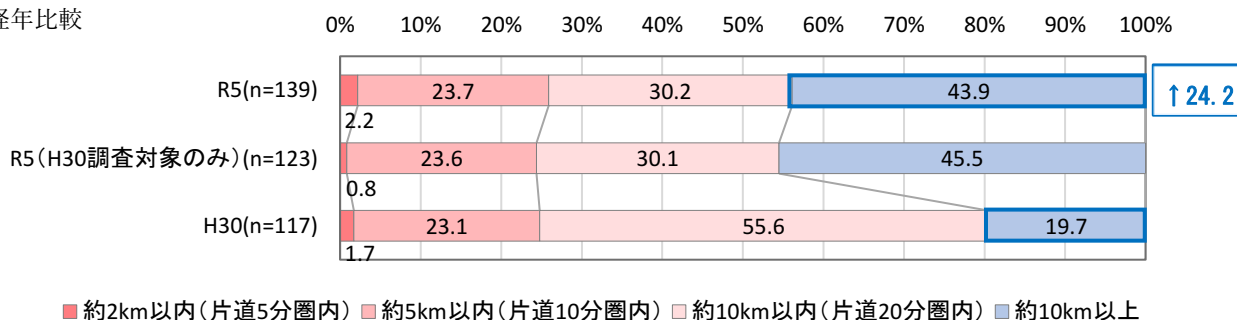 経年比較
0% 10% 20% 30% 40% 50% 60% 70% 80% 90% 100%
R5(n=139) 23.7 30.2 43.9 ↑24.2
2.2
R5(H30調査対象のみ)(n=123) 23.6 30.1 45.5
0.8
H30(n=117) 23.1 55.6 19.7
1.7
約2km以内(片道5分圏内) 約5km以内(片道10分圏内) 約10km以内(片道20分圏内) 約10km以上